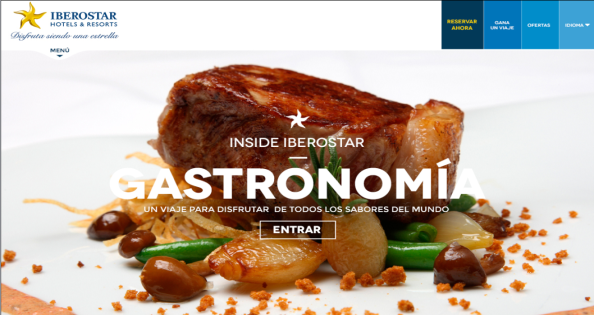 IBEROSTAR
HOTELS & RESORTS
Disfruta siendo una estrella
MENÚ
RESERVAR
AHORA
GANA
UN VIAJE
OFERTAS
IDIOMA
INSIDE IBEROSTAR
GASTRONOMÍA
UN VIAJE PARA DISFRUTAR DE TODOS LOS SABORES DEL MUNDO
ENTRAR